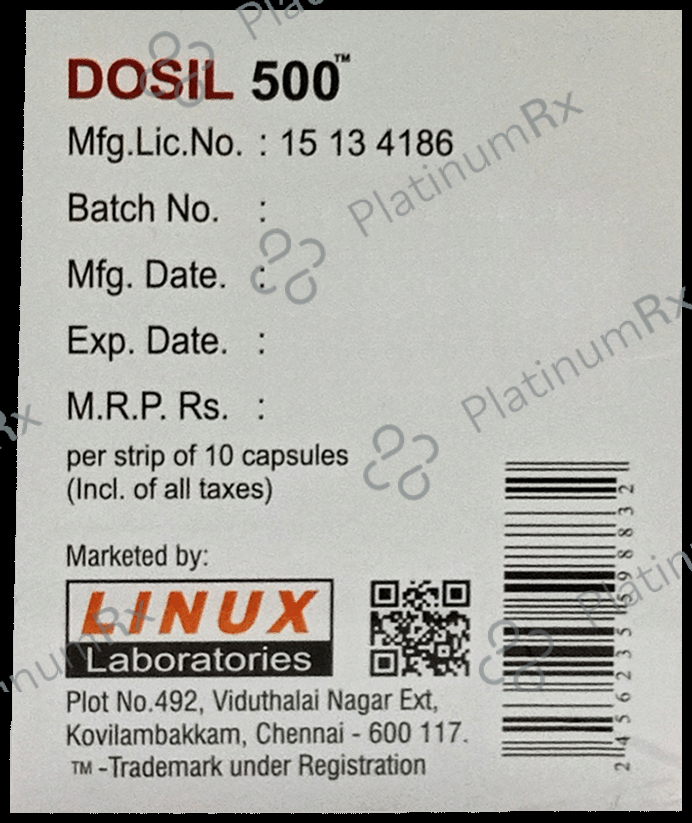 DOSIL 500™
Mfg.Lic.No. : 15 13 4186
Batch No. :
Mfg. Date. :
Exp. Date. :
M.R.P. Rs. :
per strip of 10 capsules
(Incl. of all taxes)
Marketed by:
LINUX
Laboratories
Plot No.492, Viduthalai Nagar Ext,
Kovilambakkam, Chennai - 600 117.
TM -Trademark under Registration
2456235598832
PlatinumRx
PlatinumRx
PlatinumRx